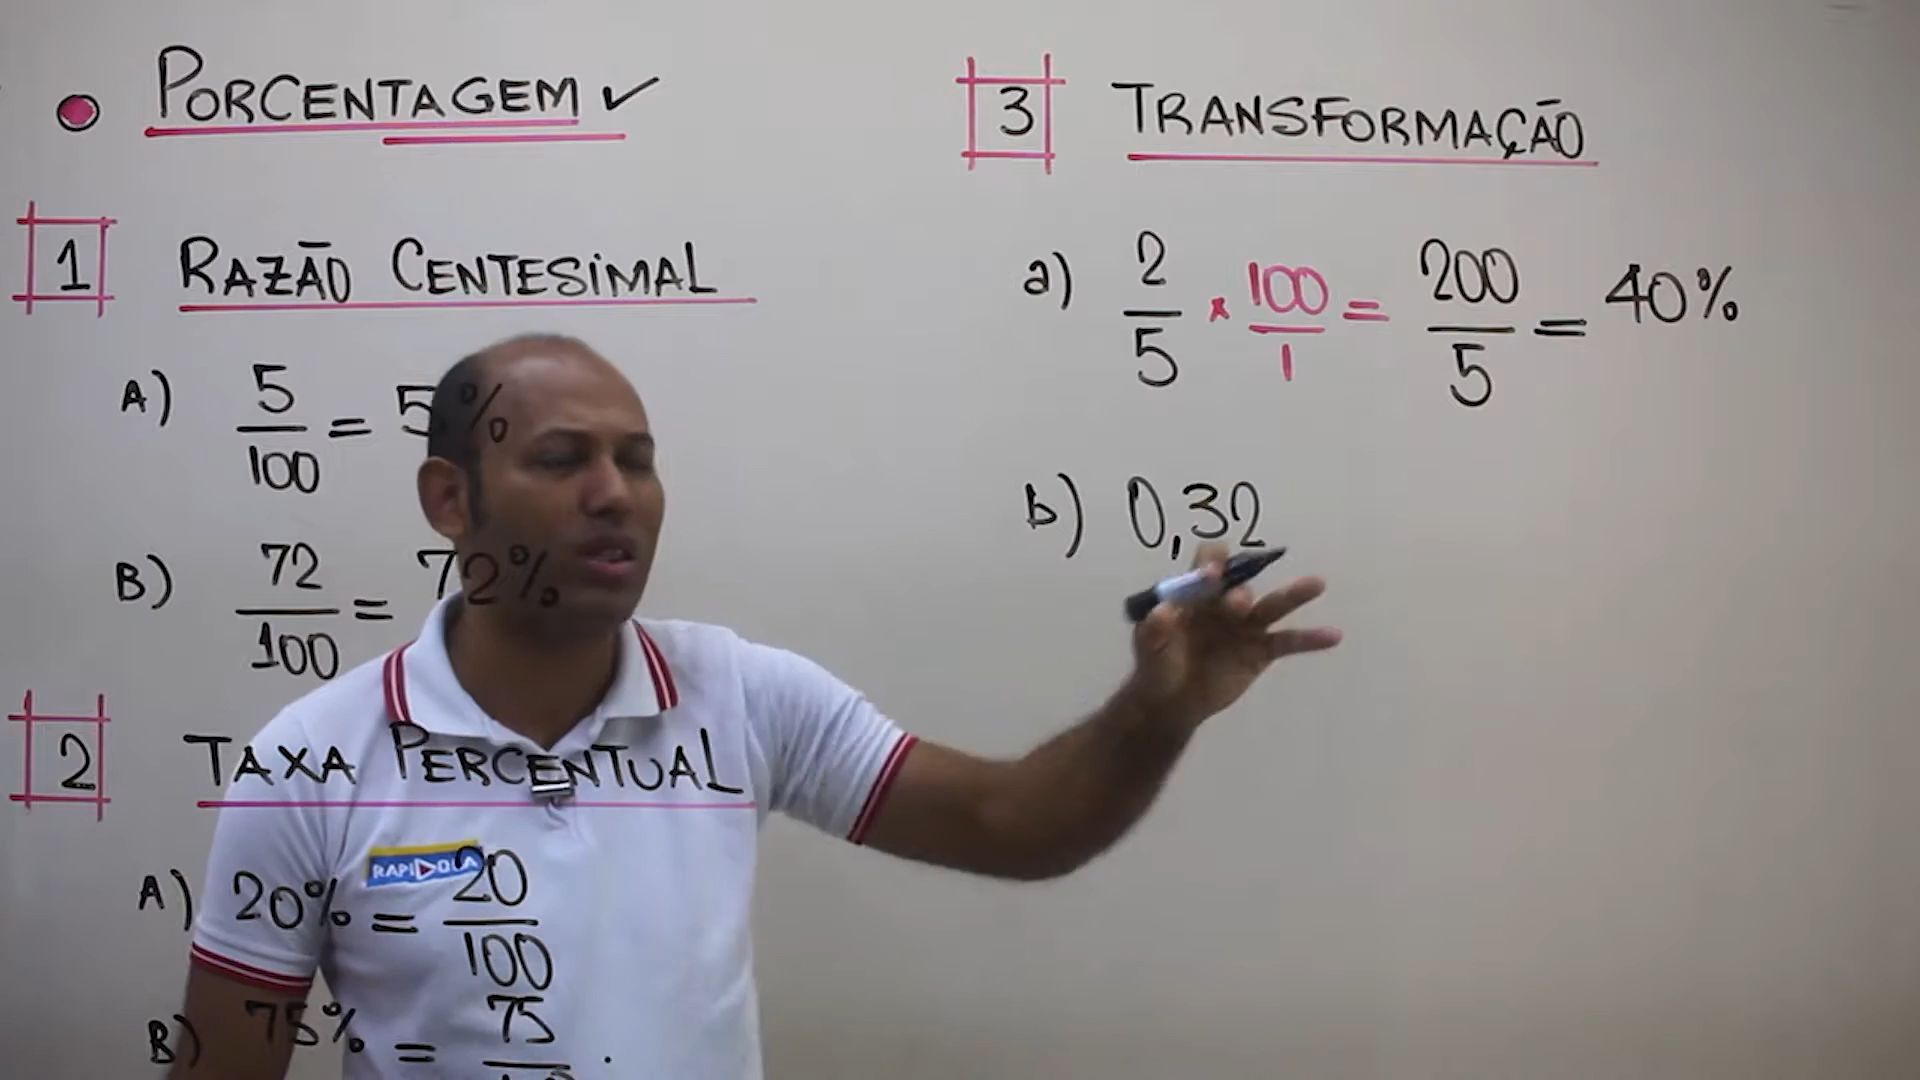 PORCENTAGEM ✓
1 RAZÃO CENTESIMAL
A) 5/100 = 5%
B) 72/100 = 72%
2 TAXA PERCENTUAL
RAPIDOLA
A) 20% = 20/100
B) 75% = 75/
3 TRANSFORMAÇÃO
a) 2/5 × 100/1 = 200/5 = 40%
b) 0,32